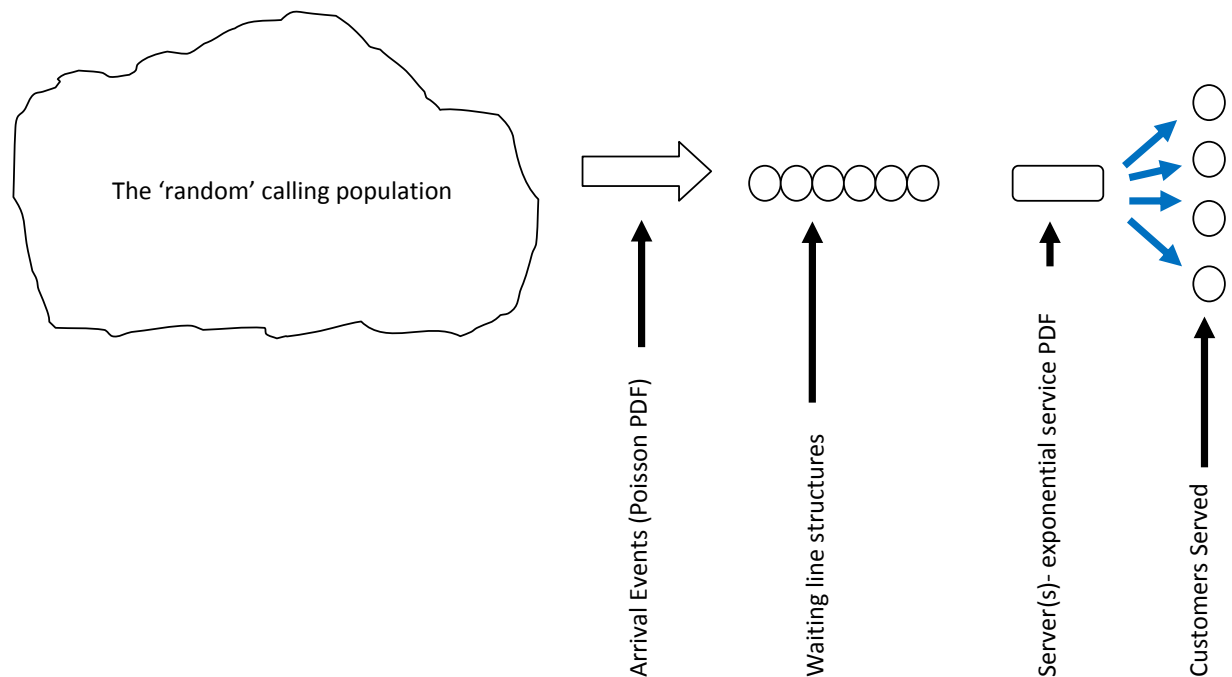 The ‘random’ calling population
Arrival Events (Poisson PDF)
Waiting line structures
Server(s)- exponential service PDF
Customers Served